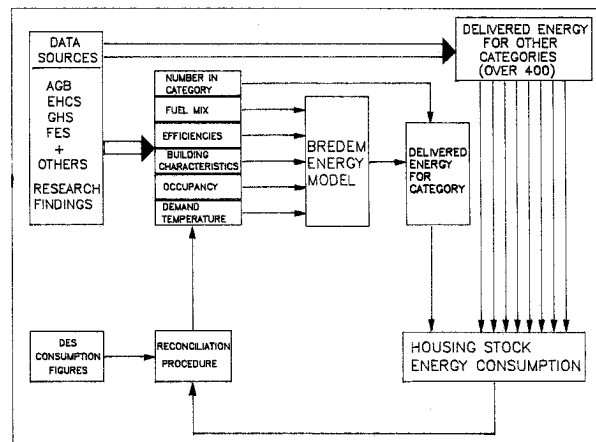 DATA
SOURCES
AGB
EHCS
GHS
FES
+
OTHERS
RESEARCH
FINDINGS
NUMBER IN
CATEGORY
FUEL MIX
EFFICIENCIES
BUILDING
CHARACTERISTICS
OCCUPANCY
DEMAND
TEMPERATURE
BREDEM
ENERGY
MODEL
DELIVERED
ENERGY
FOR
CATEGORY
DELIVERED ENERGY
FOR OTHER
CATEGORIES
(OVER 400)
DES
CONSUMPTION
FIGURES
RECONCILIATION
PROCEDURE
HOUSING STOCK
ENERGY CONSUMPTION